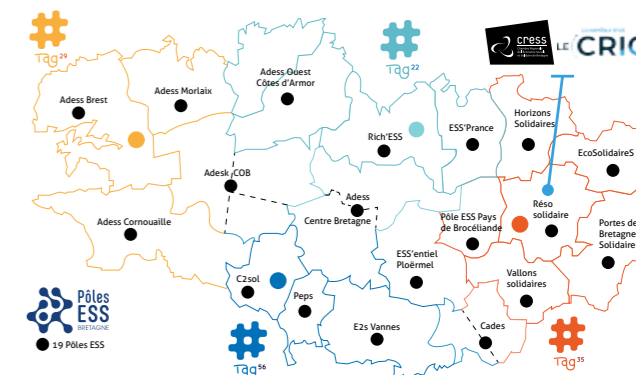 Tag29
Tag22
cress
LE CRIC
Adess Brest
Adess Morlaix
Adess Ouest
Côtes d'Armor
Rich'ESS
ESS'Prance
Horizons
Solidaires
EcoSolidaireS
Adesk COB
Adess
Centre Bretagne
Adess Cornouaille
Pôle ESS Pays
de Brocéliande
Réso
solidaire
Portes de
Bretagne
Solidaire
ESS'entiel
Ploërmel
Vallons
solidaires
C2sol
Peps
E2s Vannes
Cades
Pôles
ESS
BRETAGNE
19 Pôles ESS
Tag56
Tag35